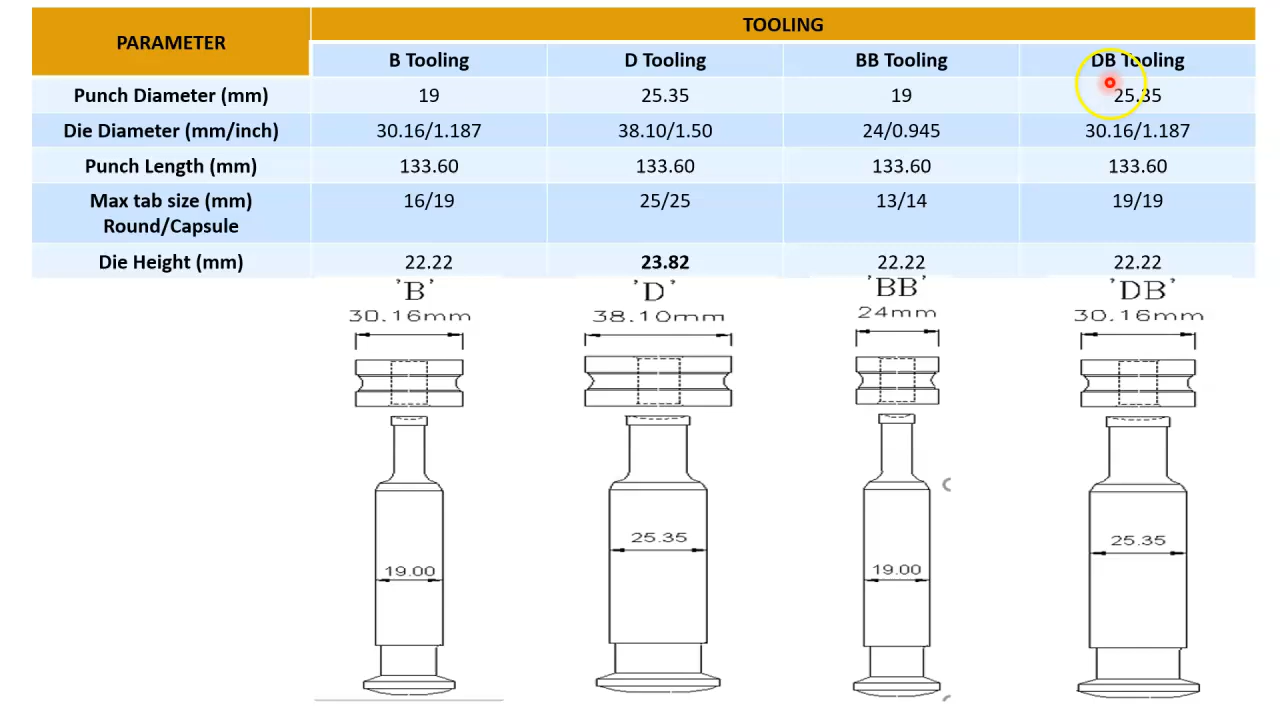 PARAMETER
TOOLING
B Tooling D Tooling BB Tooling DB Tooling
Punch Diameter (mm) 19 25.35 19 25.35
Die Diameter (mm/inch) 30.16/1.187 38.10/1.50 24/0.945 30.16/1.187
Punch Length (mm) 133.60 133.60 133.60 133.60
Max tab size (mm) 16/19 25/25 13/14 19/19
Round/Capsule
Die Height (mm) 22.22 23.82 22.22 22.22
'B' 'D' 'BB' 'DB'
30.16mm 38.10mm 24mm 30.16mm
25.35 25.35
19.00 19.00